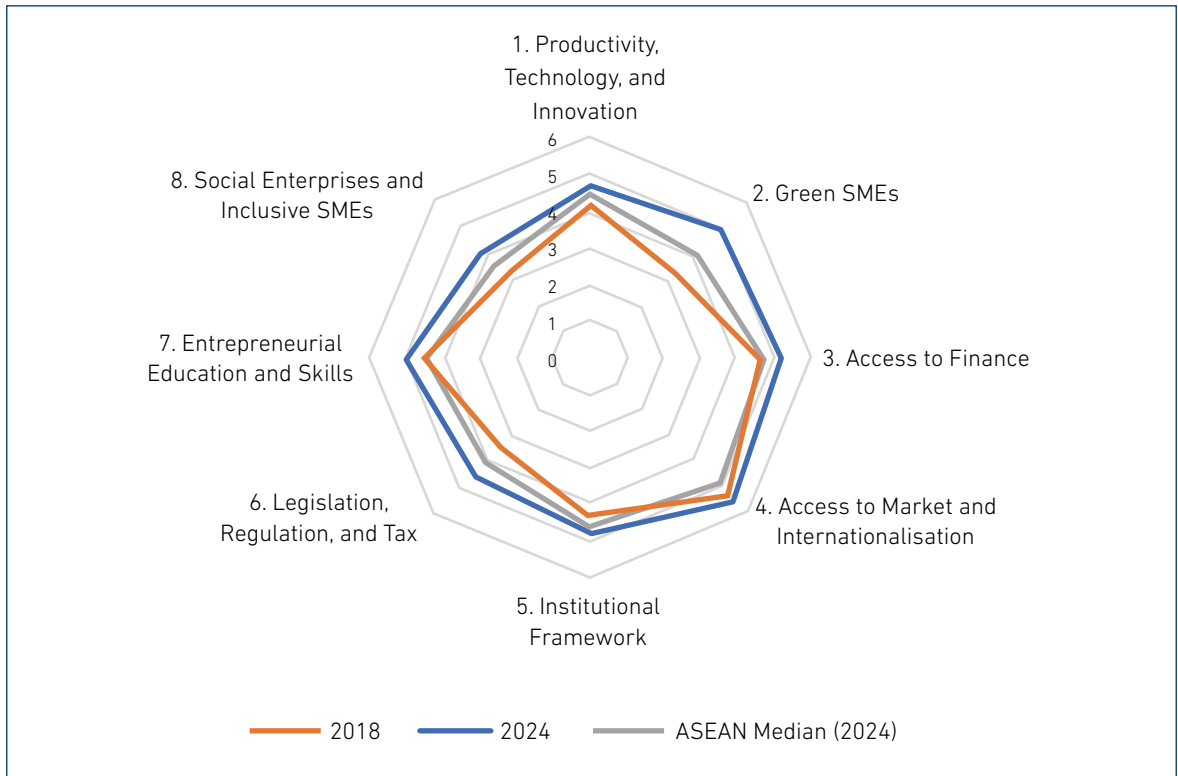 1. Productivity,
Technology, and
Innovation
6
5
4
3
2
1
0
8. Social Enterprises and
Inclusive SMEs
2. Green SMEs
7. Entrepreneurial
Education and Skills
3. Access to Finance
6. Legislation,
Regulation, and Tax
4. Access to Market and
Internationalisation
5. Institutional
Framework
2018
2024
ASEAN Median (2024)